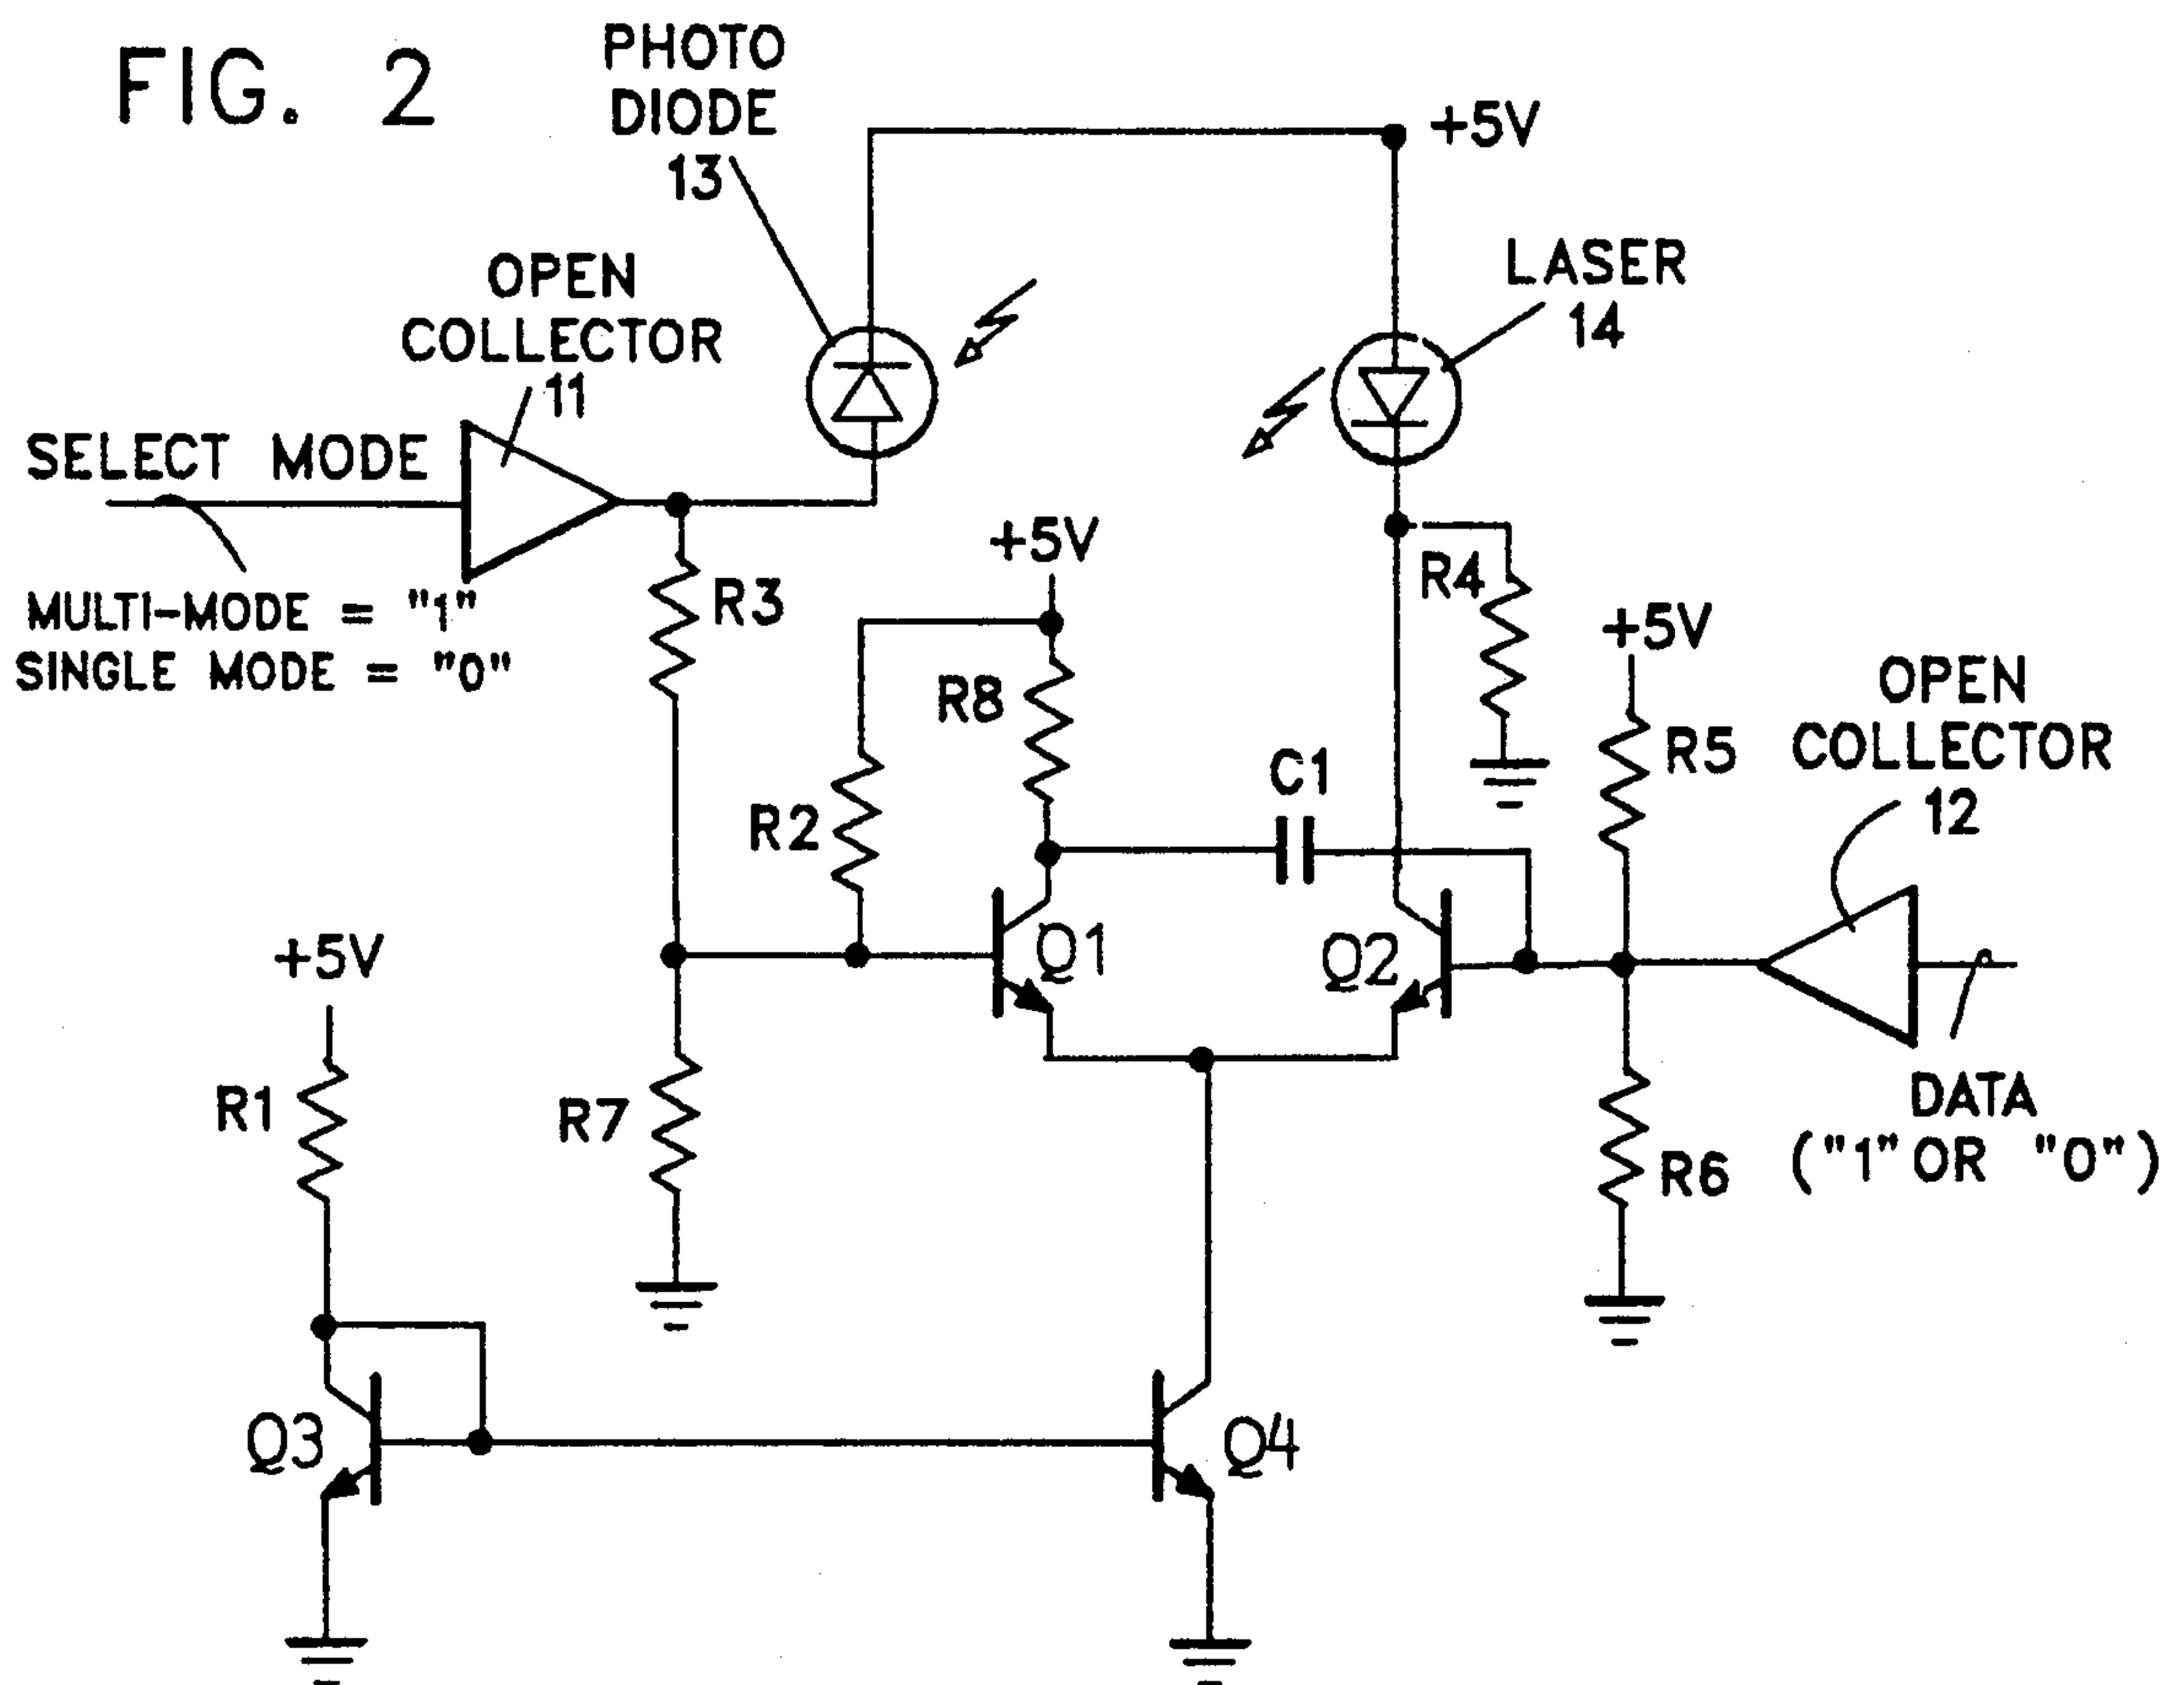 FIG. 2
PHOTO
DIODE
13
+5V
LASER
14
OPEN
COLLECTOR
11
SELECT MODE
MULTI-MODE = "1"
SINGLE MODE = "0"
R3
+5V
R4
+5V
R8
R5
OPEN
COLLECTOR
12
C1
R2
Q1
Q2
+5V
R1
R7
R6
DATA
("1" OR "0")
Q3
Q4